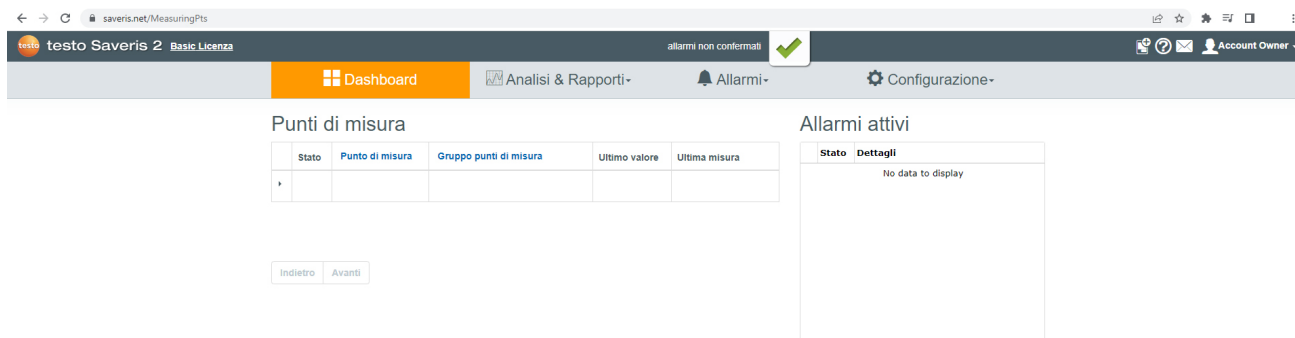 saveris.net/MeasuringPts
testo testo Saveris 2 Basic Licenza allarmi non confermati Account Owner
Dashboard Analisi & Rapporti Allarmi Configurazione
Punti di misura
Stato Punto di misura Gruppo punti di misura Ultimo valore Ultima misura
Indietro Avanti
Allarmi attivi
Stato Dettagli
No data to display